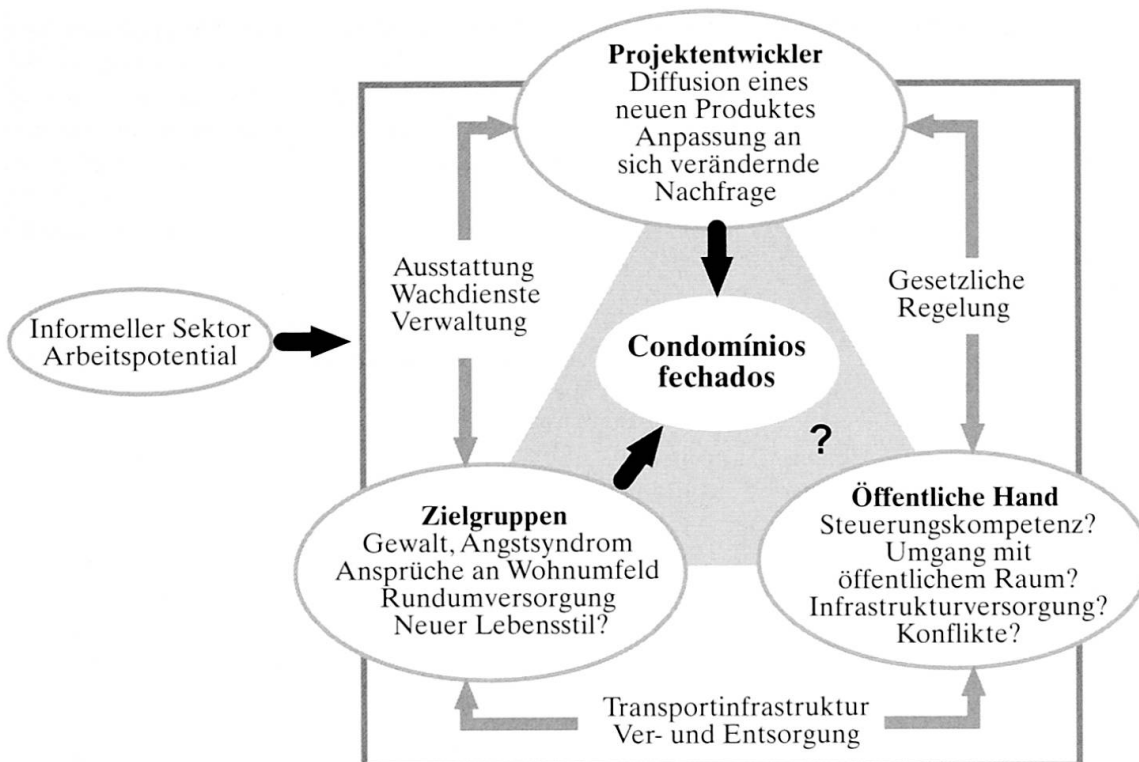 Projektentwickler
Diffusion eines
neuen Produktes
Anpassung an
sich verändernde
Nachfrage
Ausstattung
Wachdienste
Verwaltung
Gesetzliche
Regelung
Informeller Sektor
Arbeitspotential
Condomínios
fechados
?
Zielgruppen
Gewalt, Angstsyndrom
Ansprüche an Wohnumfeld
Rundumversorgung
Neuer Lebensstil?
Öffentliche Hand
Steuerungskompetenz?
Umgang mit
öffentlichem Raum?
Infrastrukturversorgung?
Konflikte?
Transportinfrastruktur
Ver- und Entsorgung